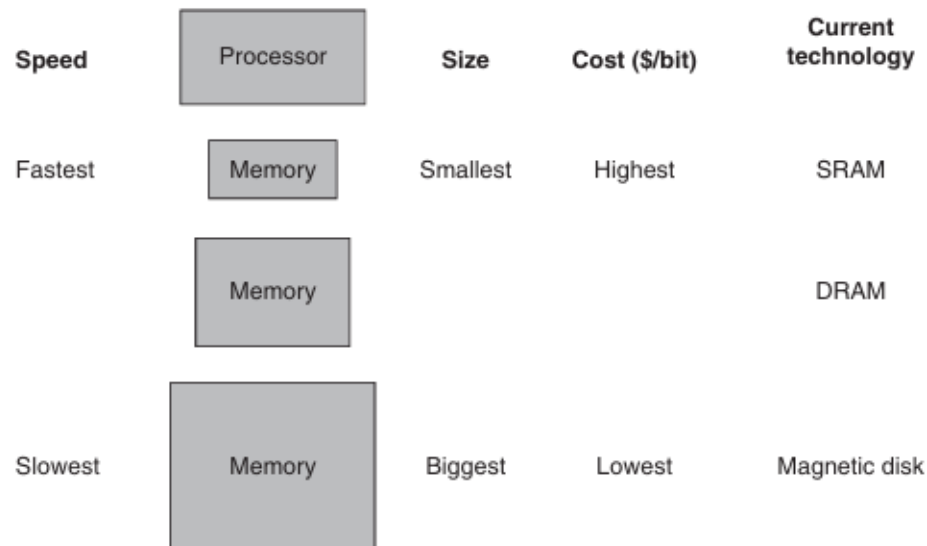 Speed Processor Size Cost ($/bit) Current technology
Fastest Memory Smallest Highest SRAM
Memory DRAM
Slowest Memory Biggest Lowest Magnetic disk